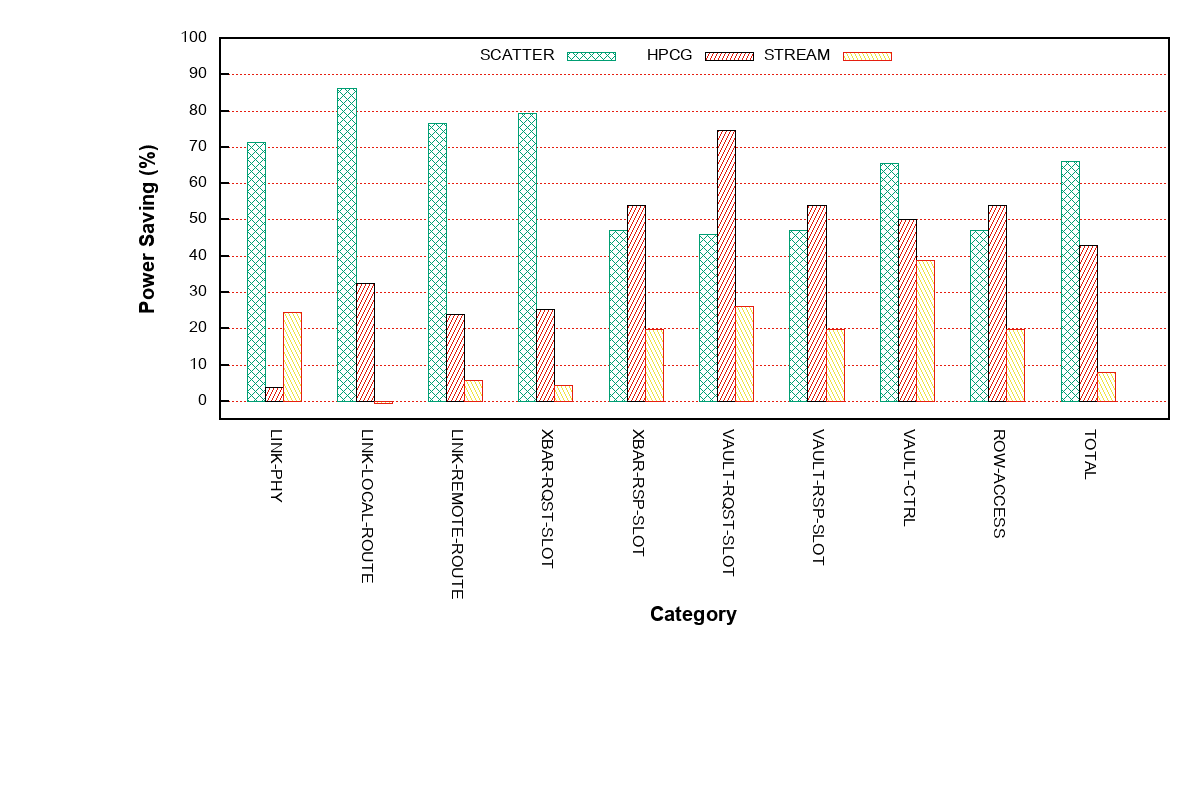 100
90
80
70
60
50
40
30
20
10
0
Power Saving (%)
SCATTER HPCG STREAM
LINK-PHY
LINK-LOCAL-ROUTE
LINK-REMOTE-ROUTE
XBAR-RQST-SLOT
XBAR-RSP-SLOT
VAULT-RQST-SLOT
VAULT-RSP-SLOT
VAULT-CTRL
ROW-ACCESS
TOTAL
Category